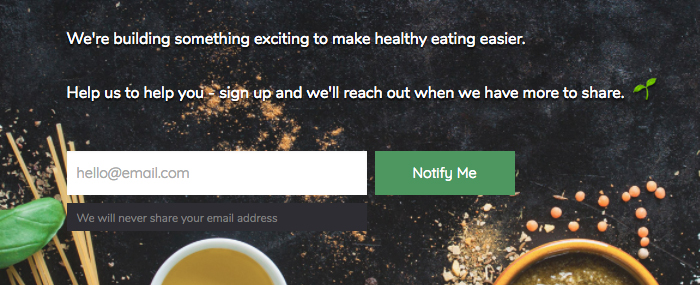 We're building something exciting to make healthy eating easier.
Help us to help you - sign up and we'll reach out when we have more to share. 🌱
hello@email.com
Notify Me
We will never share your email address